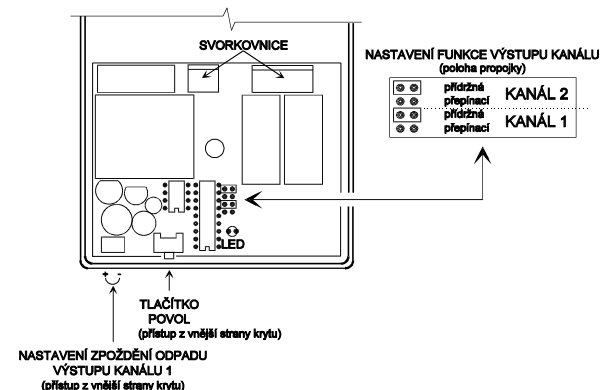 SVORKOVNICE
NASTAVENÍ FUNKCE VÝSTUPU KANÁLU
(poloha propojky)
přídržná
přepínací
KANÁL 2
přídržná
přepínací
KANÁL 1
LED
+ -
TLAČÍTKO
POVOL
(přístup z vnější strany krytu)
NASTAVENÍ ZPOŽDĚNÍ ODPADU
VÝSTUPU KANÁLU 1
(přístup z vnější strany krytu)